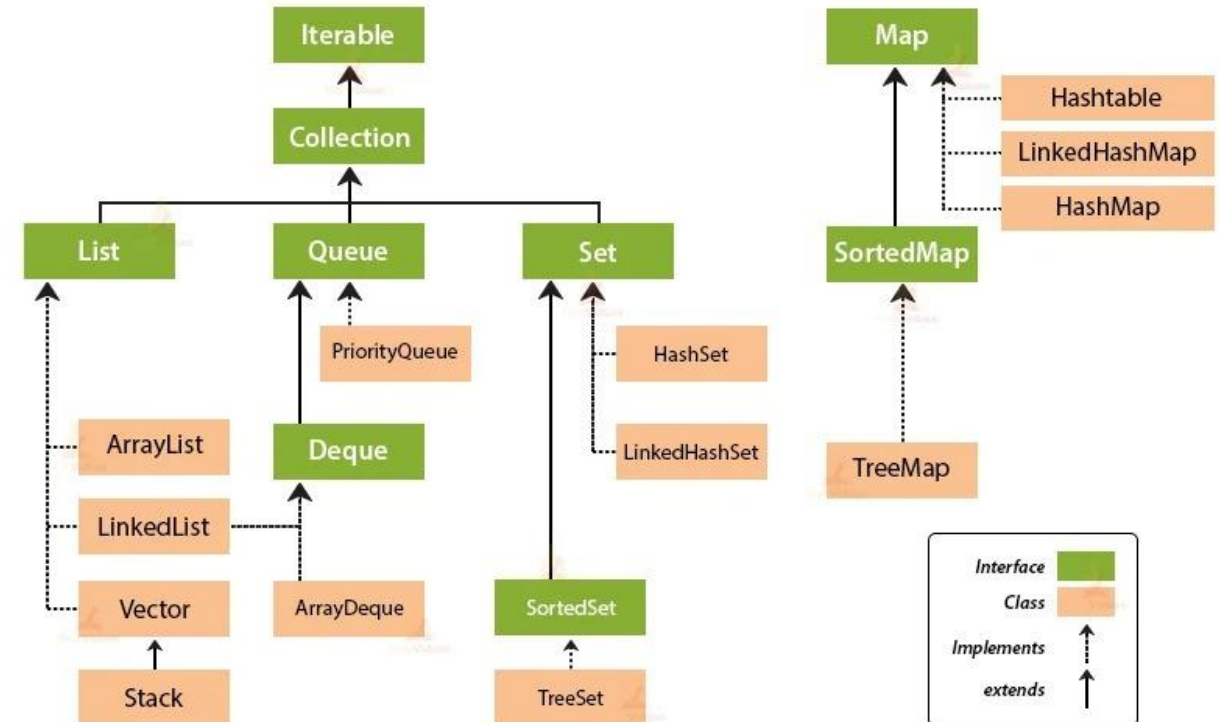 Iterable
Map
Collection
Hashtable
LinkedHashMap
HashMap
List
Queue
Set
SortedMap
PriorityQueue
HashSet
ArrayList
Deque
LinkedHashSet
TreeMap
LinkedList
Vector
ArrayDeque
SortedSet
Stack
TreeSet
Interface
Class
Implements
extends